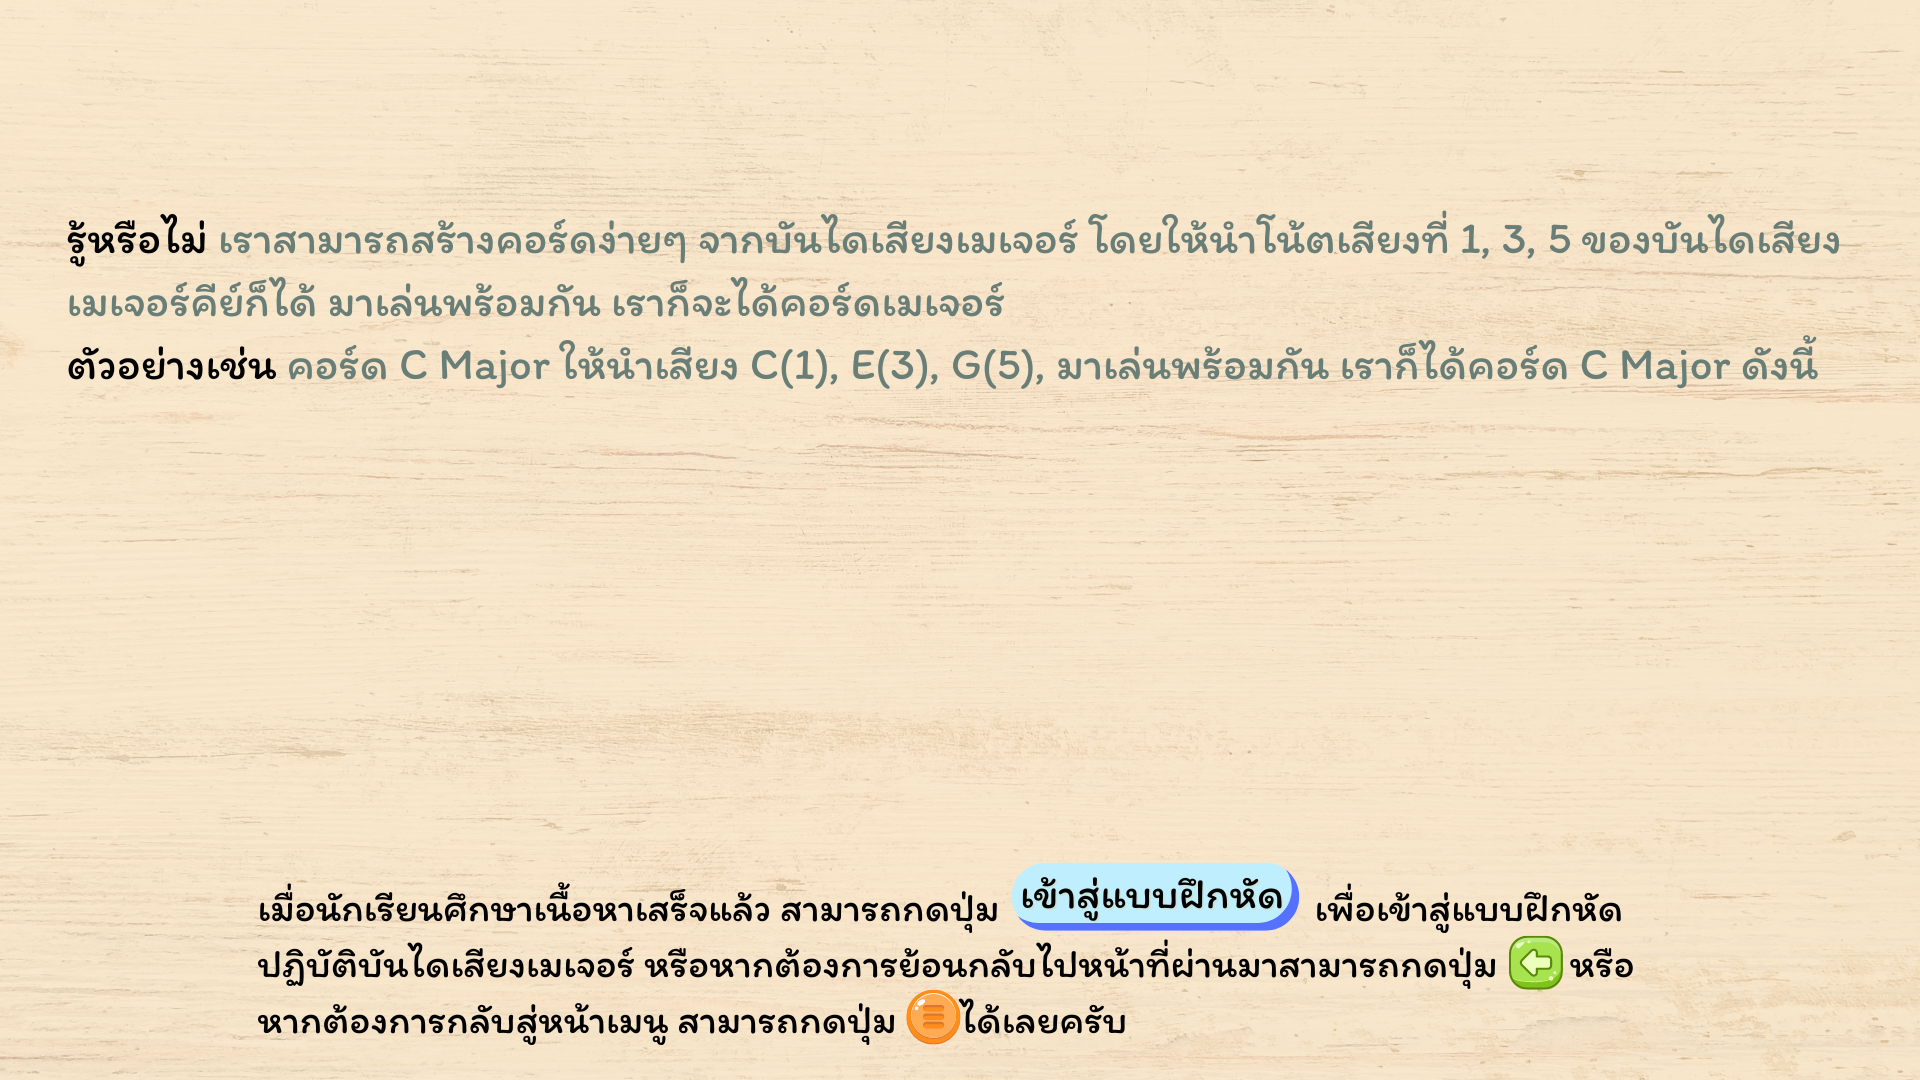 รู้หรือไม่ เราสามารถสร้างคอร์ดง่ายๆ จากบันไดเสียงเมเจอร์ โดยให้นำโน้ตเสียงที่ 1, 3, 5 ของบันไดเสียง
เมเจอร์คีย์ก็ได้ มาเล่นพร้อมกัน เราก็จะได้คอร์ดเมเจอร์
ตัวอย่างเช่น คอร์ด C Major ให้นำเสียง C(1), E(3), G(5), มาเล่นพร้อมกัน เราก็ได้คอร์ด C Major ดังนี้
เมื่อนักเรียนศึกษาเนื้อหาเสร็จแล้ว สามารถกดปุ่ม เข้าสู่แบบฝึกหัด เพื่อเข้าสู่แบบฝึกหัด
ปฏิบัติบันไดเสียงเมเจอร์ หรือหากต้องการย้อนกลับไปหน้าที่ผ่านมาสามารถกดปุ่ม หรือ
หากต้องการกลับสู่หน้าเมนู สามารถกดปุ่ม ได้เลยครับ